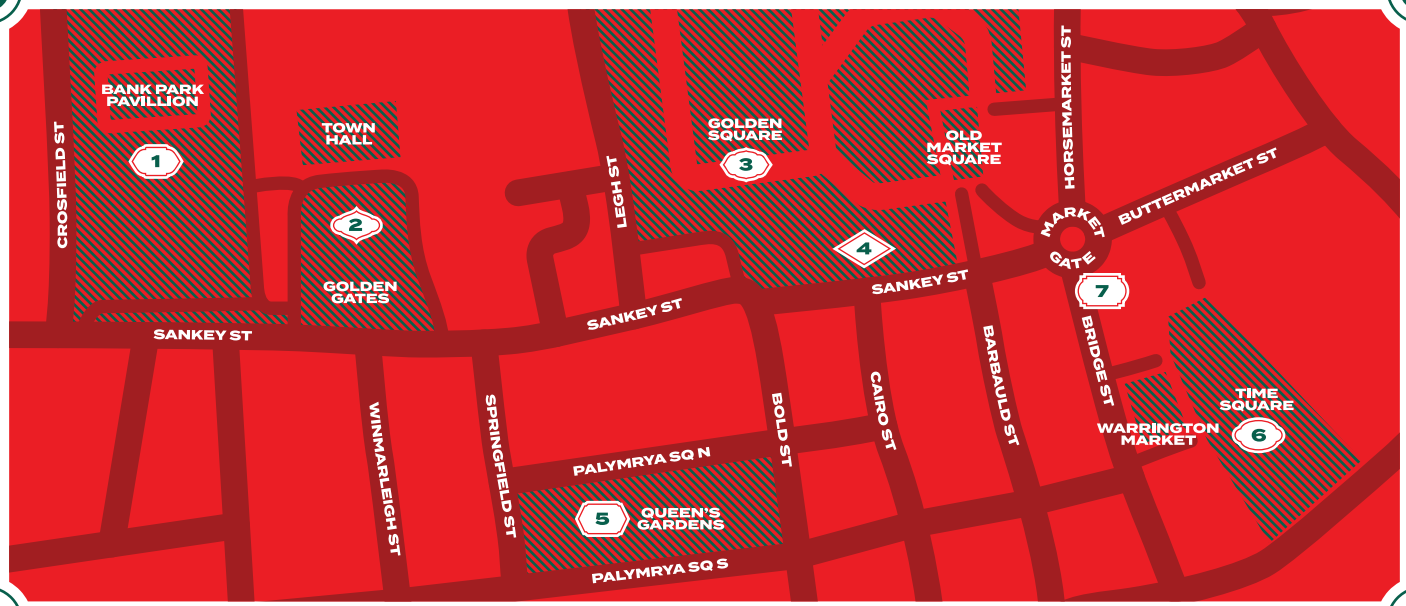 BANK PARK
PAVILLION
1
CROSFIELD ST
TOWN
HALL
2
GOLDEN
GATES
SANKEY ST
LEGH ST
GOLDEN
SQUARE
3
OLD
MARKET
SQUARE
HORSEMARKET ST
BUTTERMARKET ST
MARKET
GATE
4
SANKEY ST
SANKEY ST
7
WINMARLEIGH ST
SPRINGFIELD ST
BOLD ST
CAIRO ST
BARBAULD ST
BRIDGE ST
TIME
SQUARE
6
WARRINGTON
MARKET
PALYMRYA SQ N
5
QUEEN'S
GARDENS
PALYMRYA SQ S